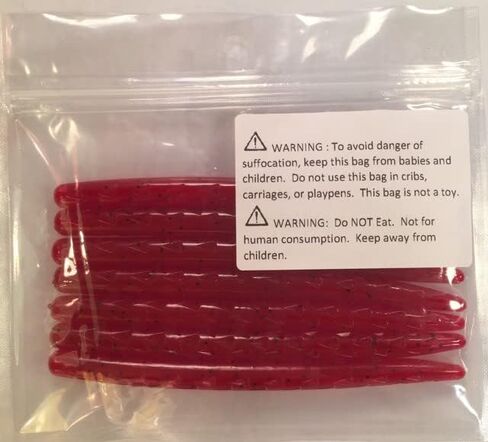 ⚠ WARNING : To avoid danger of
suffocation, keep this bag from babies and
children. Do not use this bag in cribs,
carriages, or playpens. This bag is not a toy.
⚠ WARNING: Do NOT Eat. Not for
human consumption. Keep away from
children.